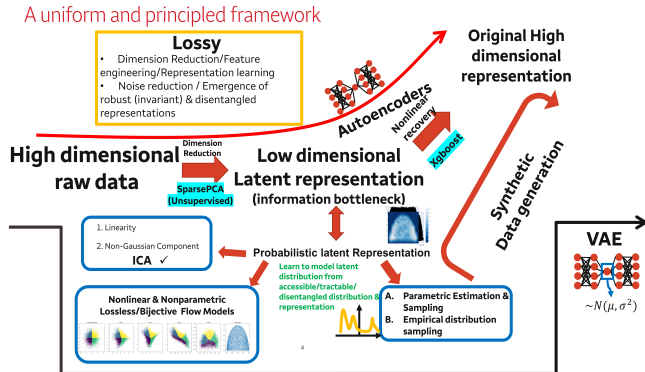 A uniform and principled framework
Lossy
• Dimension Reduction/Feature
engineering/Representation learning
• Noise reduction / Emergence of
robust (invariant) & disentangled
representations
Original High
dimensional
representation
Autoencoders
Nonlinear
recovery
Xgboost
High dimensional
raw data
Dimension
Reduction
SparsePCA
(Unsupervised)
Low dimensional
Latent representation
(information bottleneck)
Synthetic
Data generation
1. Linearity
2. Non-Gaussian Component
ICA ✓
Probabilistic latent Representation
Learn to model latent
distribution from
accessible/tractable/
disentangled distribution &
representation
Nonlinear & Nonparametric
Lossless/Bijective Flow Models
A. Parametric Estimation &
Sampling
B. Empirical distribution
sampling
VAE
~N(μ, σ²)
4